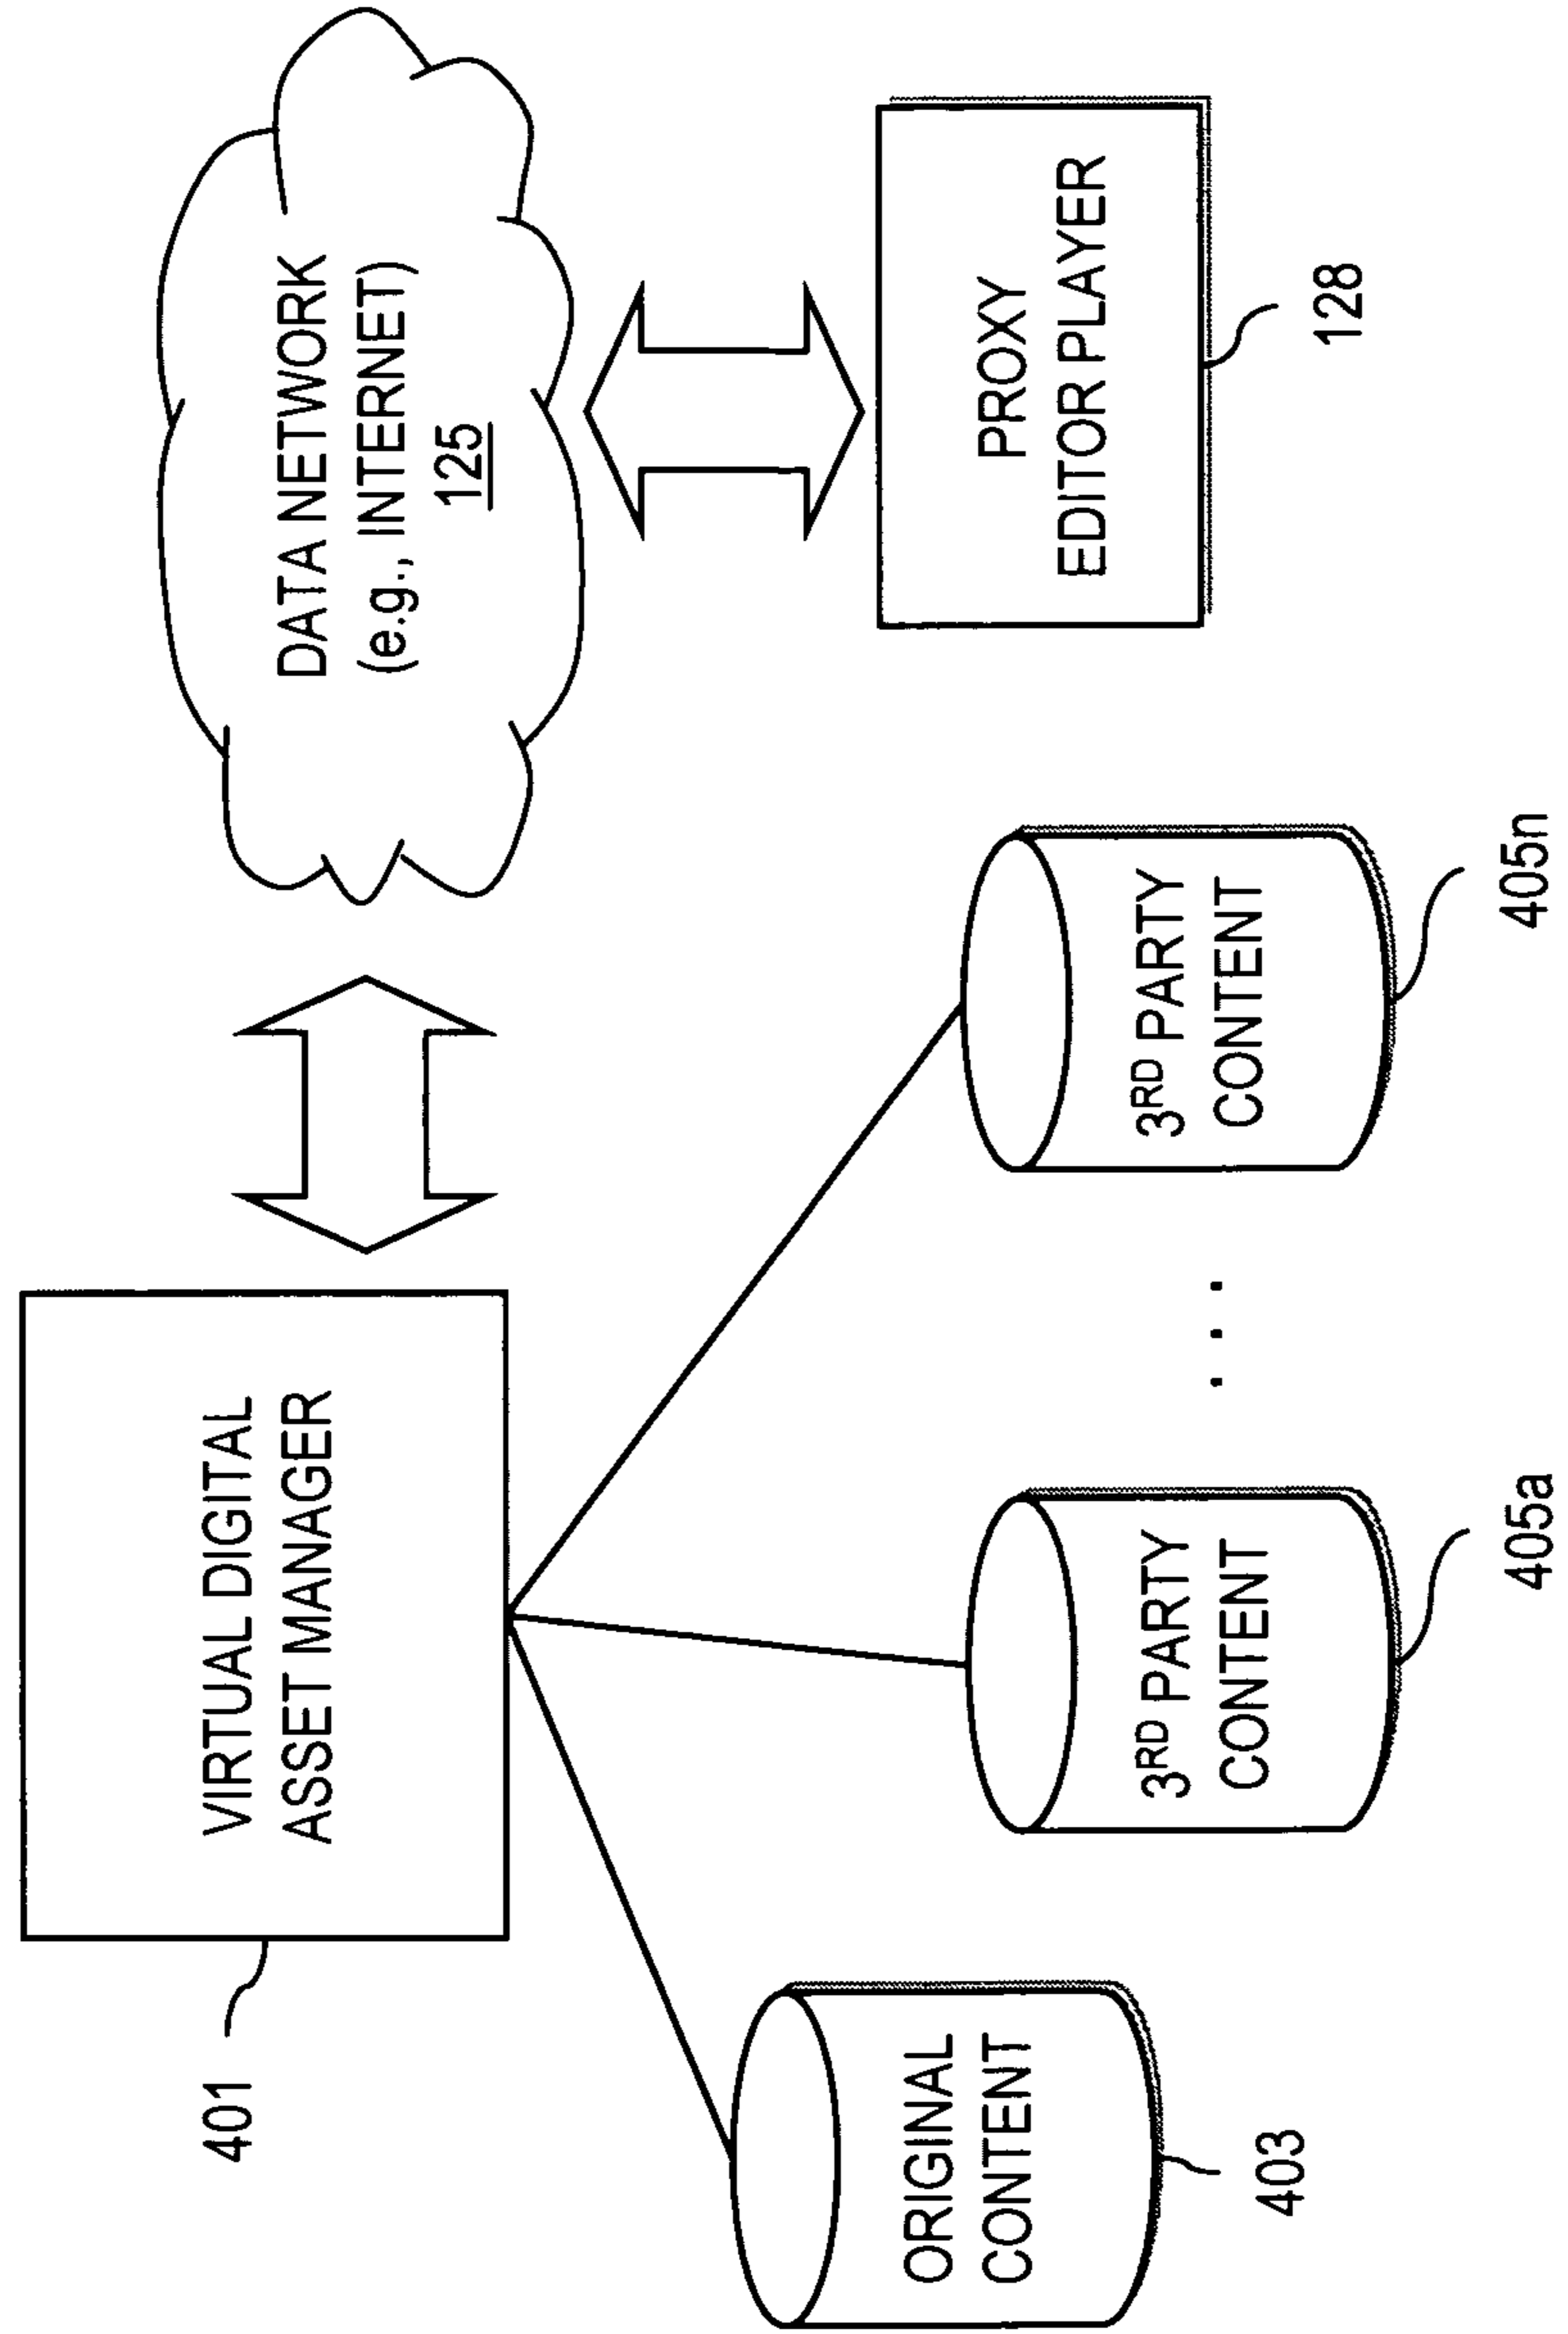 401
VIRTUAL DIGITAL
ASSET MANAGER
DATA NETWORK
(e.g., INTERNET)
125
ORIGINAL
CONTENT
403
3RD PARTY
CONTENT
405a
. . .
3RD PARTY
CONTENT
405n
PROXY
EDITOR PLAYER
128